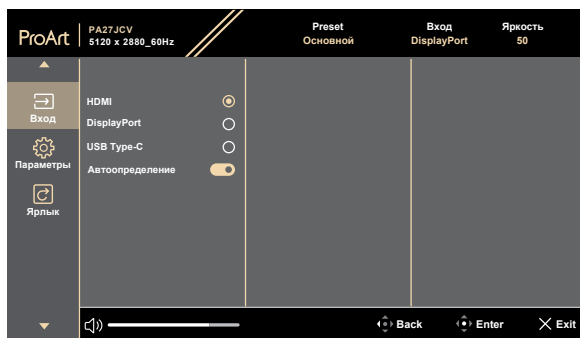 ProArt
PA27JCV
5120 x 2880_60Hz
Preset
Основной
Вход
DisplayPort
Яркость
50
Вход
Параметры
Ярлык
HDMI
DisplayPort
USB Type-C
Автоопределение
Back
Enter
Exit